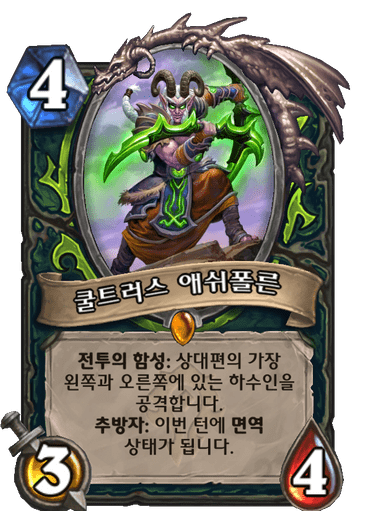 4
쿨트러스 애쉬폴른
전투의 함성: 상대편의 가장
왼쪽과 오른쪽에 있는 하수인을
공격합니다.
추방자: 이번 턴에 면역
상태가 됩니다.
3
4